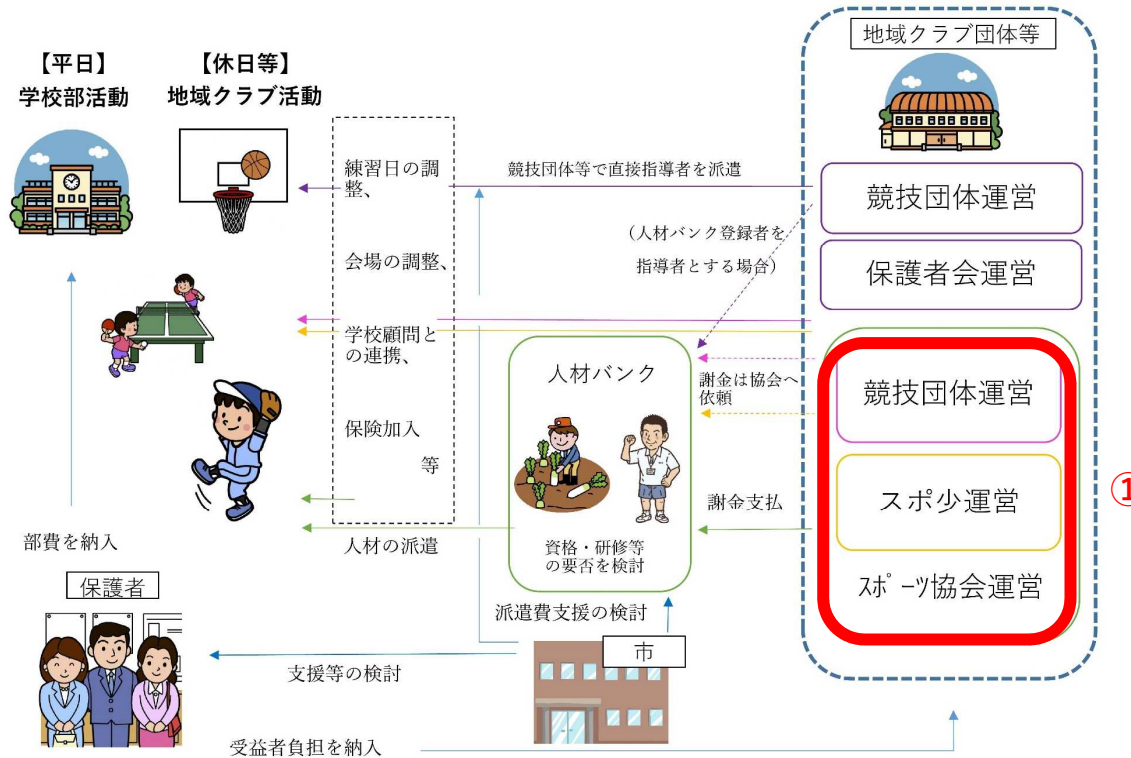 地域クラブ団体等
【平日】
学校部活動
【休日等】
地域クラブ活動
練習日の調
整、
会場の調整、
学校顧問と
の連携、
保険加入
等
競技団体等で直接指導者を派遣
(人材バンク登録者を
指導者とする場合)
競技団体運営
保護者会運営
競技団体運営
スポ少運営
スポーツ協会運営
①
人材バンク
資格・研修等
の要否を検討
謝金は協会へ
依頼
謝金支払
人材の派遣
部費を納入
保護者
派遣費支援の検討
市
支援等の検討
受益者負担を納入